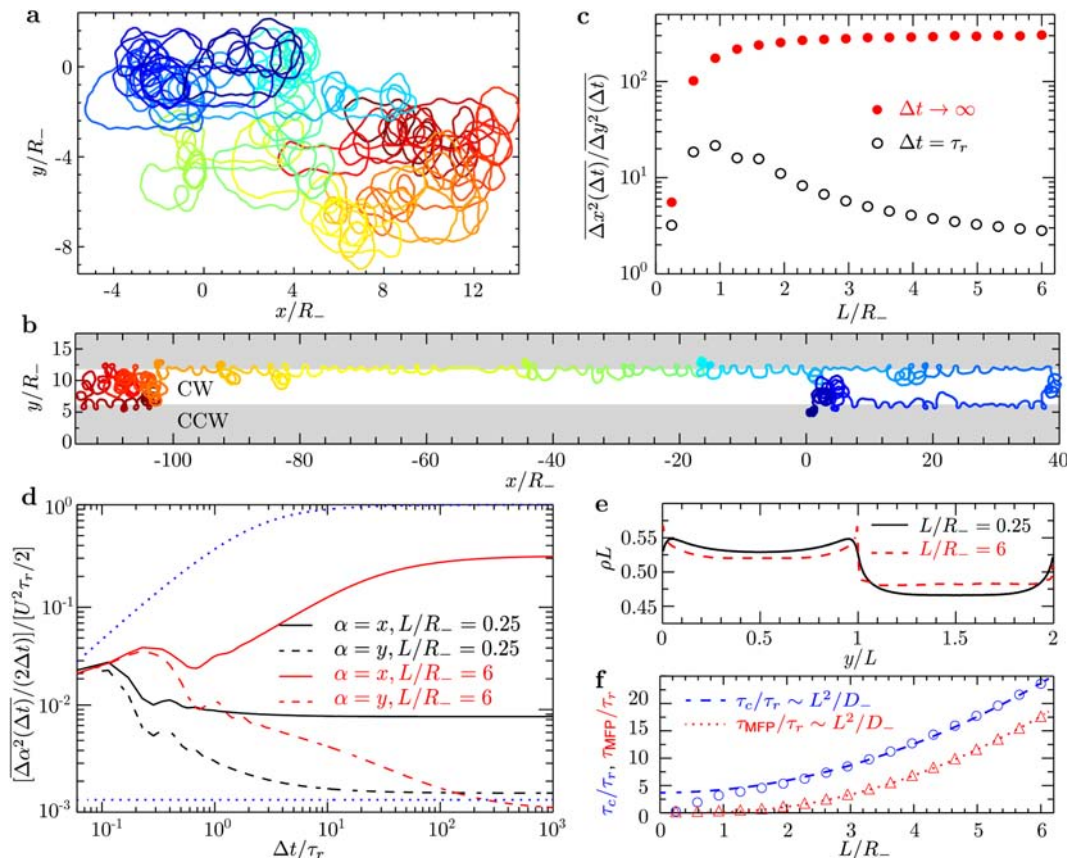 a
0
-4
-8
y/R₋
-4 0 4 8 12
x/R₋
c
10²
10¹
10⁰
Δx²(Δt)/Δy²(Δt)
Δt → ∞
Δt = τᵣ
0 1 2 3 4 5 6
L/R₋
b
15
10
5
0
y/R₋
CW
CCW
-100 -80 -60 -40 -20 0 20 40
x/R₋
d
10⁰
10⁻¹
10⁻²
10⁻³
[Δα²(Δt)/(2Δt)]/[U²τᵣ/2]
α = x, L/R₋ = 0.25
α = y, L/R₋ = 0.25
α = x, L/R₋ = 6
α = y, L/R₋ = 6
10⁻¹ 10⁰ 10¹ 10² 10³
Δt/τᵣ
e
0.55
0.50
0.45
ρL
L/R₋ = 0.25
L/R₋ = 6
0 0.5 1 1.5 2
y/L
f
20
15
10
5
0
τ_c/τᵣ, τ_MFP/τᵣ
τ_c/τᵣ ~ L²/D₋
τ_MFP/τᵣ ~ L²/D₋
0 1 2 3 4 5 6
L/R₋